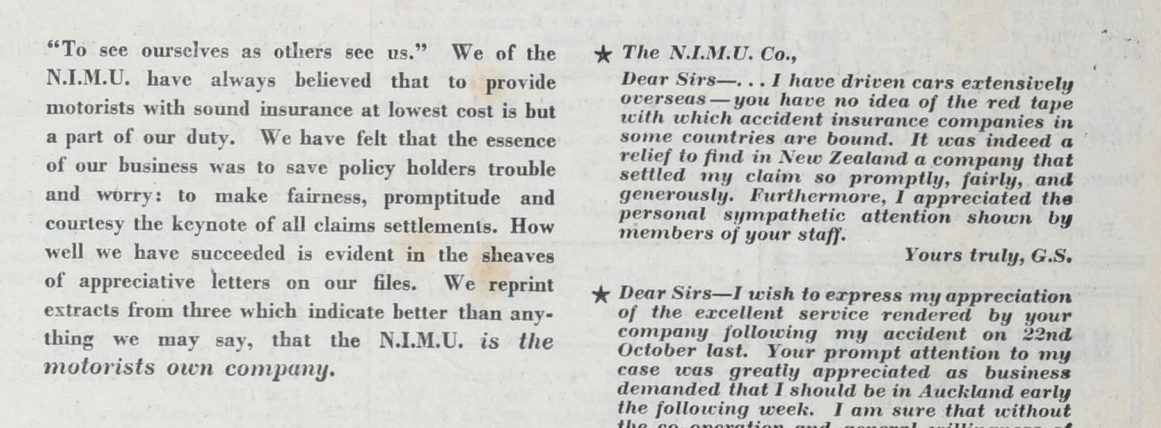 “To see ourselves as others see us.” We of the
N.I.M.U. have always believed that to provide
motorists with sound insurance at lowest cost is but
a part of our duty. We have felt that the essence
of our business was to save policy holders trouble
and worry: to make fairness, promptitude and
courtesy the keynote of all claims settlements. How
well we have succeeded is evident in the sheaves
of appreciative letters on our files. We reprint
extracts from three which indicate better than any-
thing we may say, that the N.I.M.U. is the
motorists own company.
★ The N.I.M.U. Co.,
Dear Sirs—... I have driven cars extensively
overseas—you have no idea of the red tape
with which accident insurance companies in
some countries are bound. It was indeed a
relief to find in New Zealand a company that
settled my claim so promptly, fairly, and
generously. Furthermore, I appreciated the
personal sympathetic attention shown by
members of your staff.
Yours truly, G.S.
★ Dear Sirs—I wish to express my appreciation
of the excellent service rendered by your
company following my accident on 22nd
October last. Your prompt attention to my
case was greatly appreciated as business
demanded that I should be in Auckland early
the following week. I am sure that without
the co-operation and general willingness of